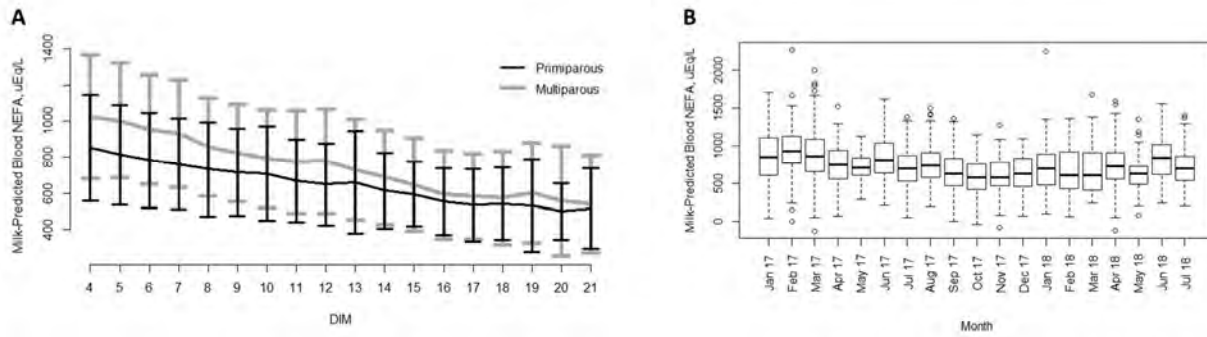 A
Milk-Predicted Blood NEFA, uEq/L
1400
1000
800
600
400
Primiparous
Multiparous
4 5 6 7 8 9 10 11 12 13 14 15 16 17 18 19 20 21
DIM
B
Milk-Predicted Blood NEFA, uEq/L
2000
1500
1000
500
0
Jan 17
Feb 17
Mar 17
Apr 17
May 17
Jun 17
Jul 17
Aug 17
Sep 17
Oct 17
Nov 17
Dec 17
Jan 18
Feb 18
Mar 18
Apr 18
May 18
Jun 18
Jul 18
Month